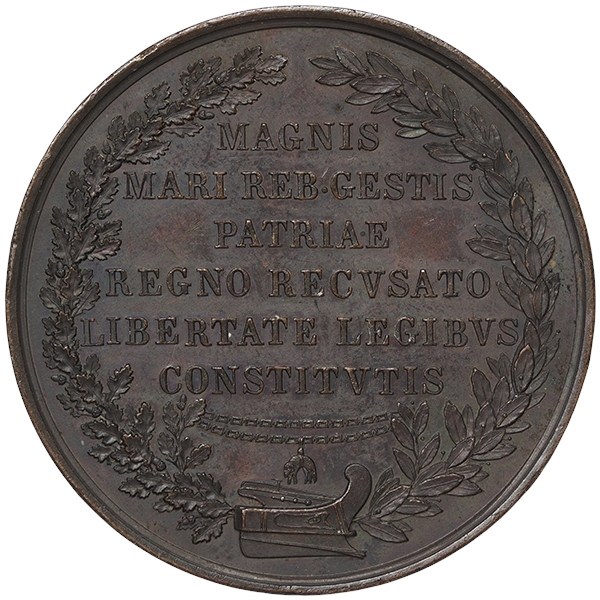 MAGNIS
MARI REB·GESTIS
PATRIAE
REGNO RECVSATO
LIBERTATE LEGIBVS
CONSTITVTIS